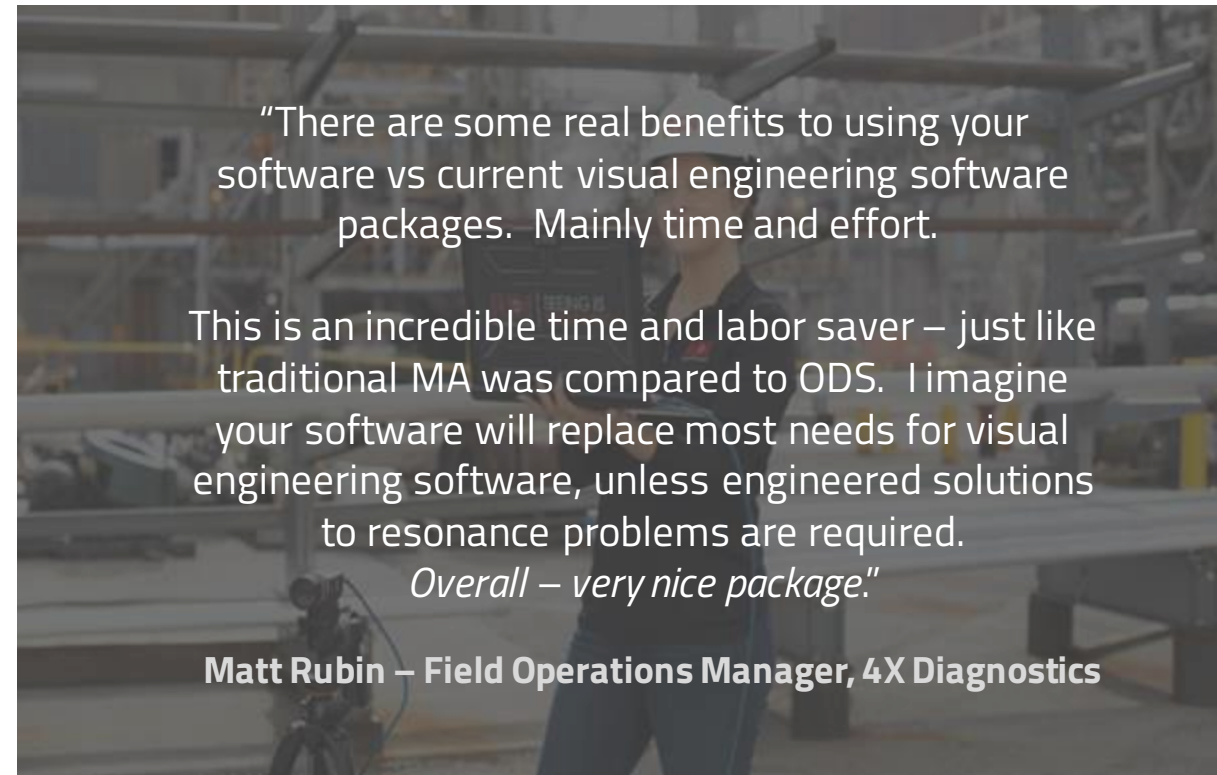 “There are some real benefits to using your
software vs current visual engineering software
packages.  Mainly time and effort.
This is an incredible time and labor saver – just like
traditional MA was compared to ODS.  I imagine
your software will replace most needs for visual
engineering software, unless engineered solutions
to resonance problems are required.
Overall – very nice package.”
Matt Rubin – Field Operations Manager, 4X Diagnostics